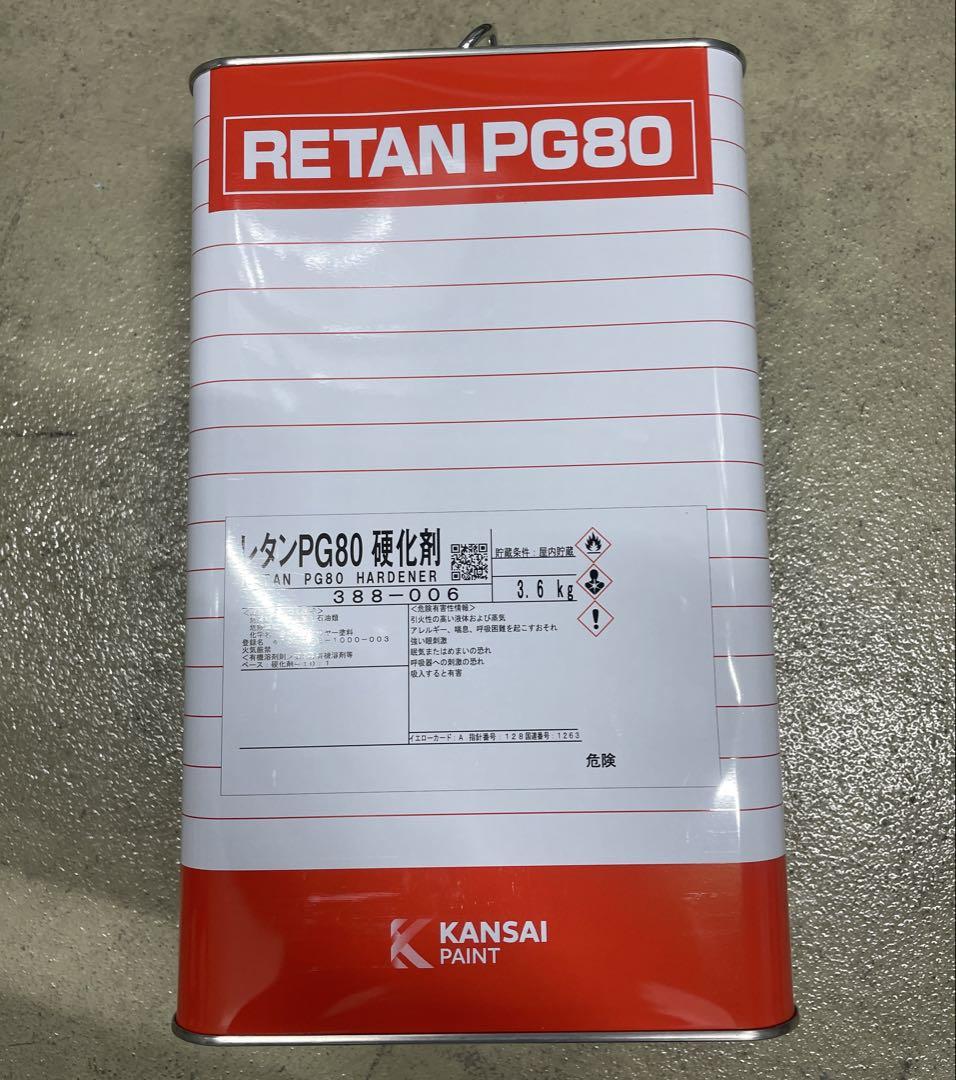 RETAN PG80
レタンPG80 硬化剤
PG80 HARDENER
388-006
貯蔵条件:屋内貯蔵
3.6 kg
石油類
塗料
1000-003
火気厳禁
ベース:硬化剤=10:1
<危険有害性情報>
引火性の高い液体および蒸気
アレルギー、喘息、呼吸困難を起こすおそれ
強い眼刺激
眠気またはめまいの恐れ
呼吸器への刺激の恐れ
吸入すると有害
イエローカード:A 指針番号:128 国連番号:1263
危険
KANSAI
PAINT